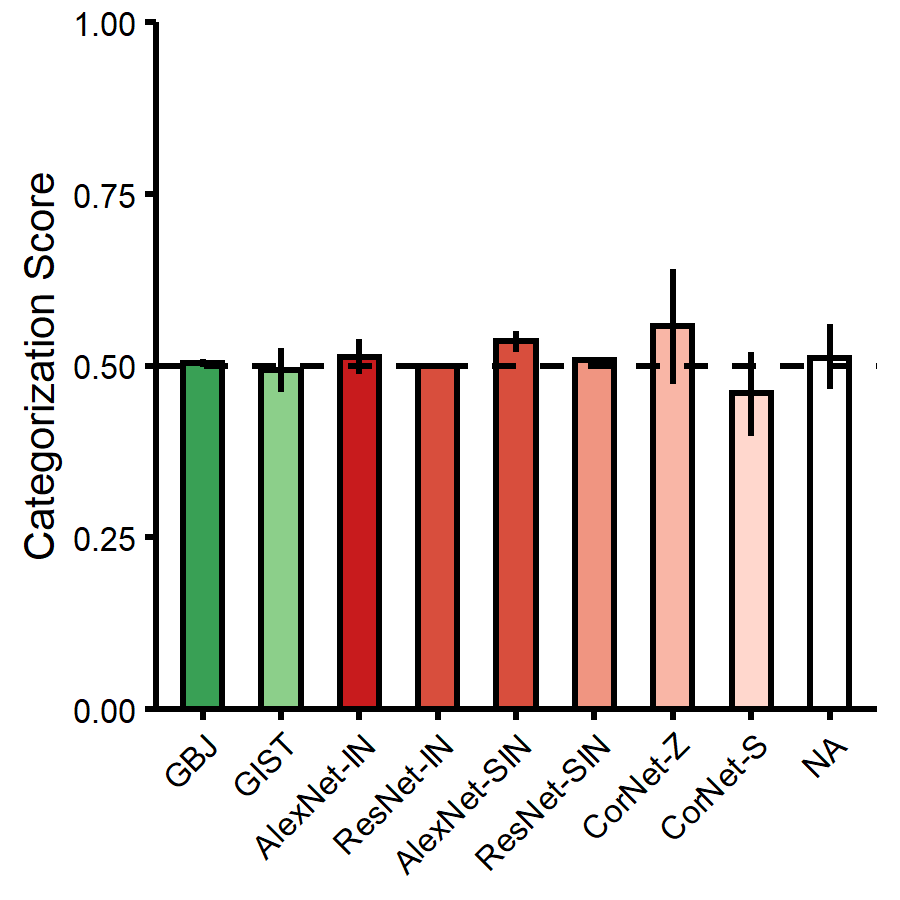 Categorization Score
1.00
0.75
0.50
0.25
0.00
GBJ
GIST
AlexNet-IN
ResNet-IN
AlexNet-SIN
ResNet-SIN
CorNet-Z
CorNet-S
NA